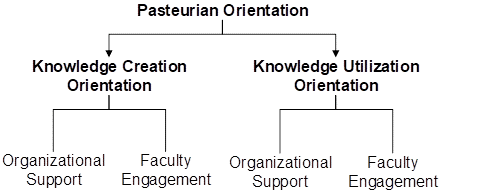 Pasteurian Orientation
Knowledge Creation
Orientation
Knowledge Utilization
Orientation
Organizational
Support
Faculty
Engagement
Organizational
Support
Faculty
Engagement